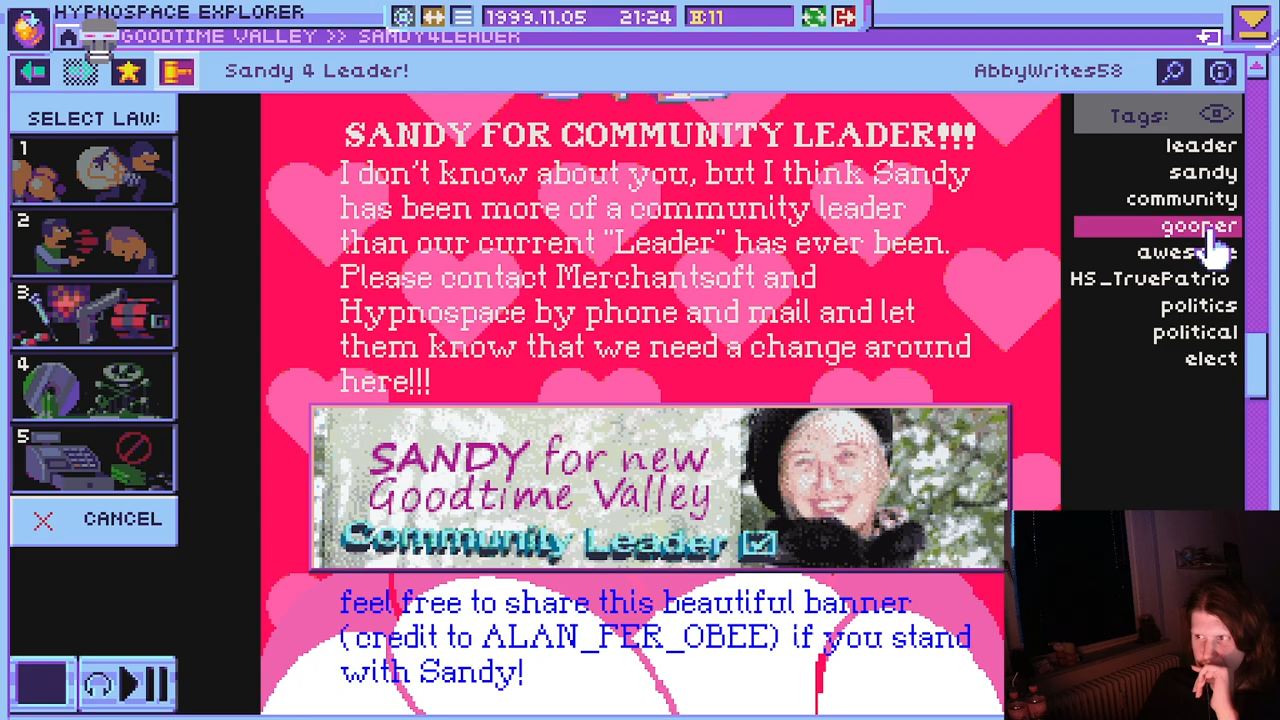 HYPNOSPACE EXPLORER
1999.11.05 21:24
11
GOODTIME VALLEY >> SANDY4LEADER
Sandy 4 Leader!
AbbyWrites58
SELECT LAW:
1
2
3
4
5
CANCEL
SANDY FOR COMMUNITY LEADER!!!
I don't know about you, but I think Sandy
has been more of a community leader
than our current "Leader" has ever been.
Please contact Merchantsoft and
Hypnospace by phone and mail and let
them know that we need a change around
here!!!
SANDY for new
Goodtime Valley
Community Leader
feel free to share this beautiful banner
(credit to ALAN_FER_OBEE) if you stand
with Sandy!
Tags:
leader
sandy
community
gooper
HS_TruePatrio
politics
political
elect